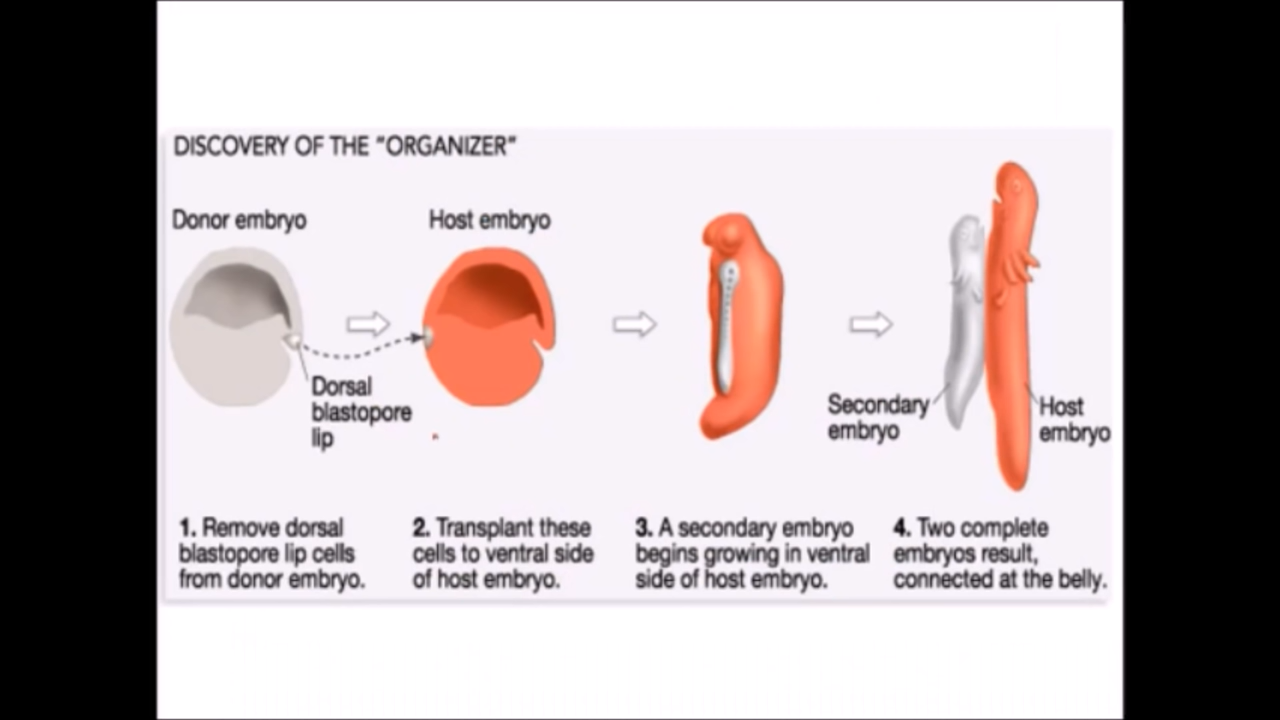 DISCOVERY OF THE "ORGANIZER"
Donor embryo
Host embryo
Dorsal
blastopore
lip
Secondary
embryo
Host
embryo
1. Remove dorsal
blastopore lip cells
from donor embryo.
2. Transplant these
cells to ventral side
of host embryo.
3. A secondary embryo
begins growing in ventral
side of host embryo.
4. Two complete
embryos result,
connected at the belly.